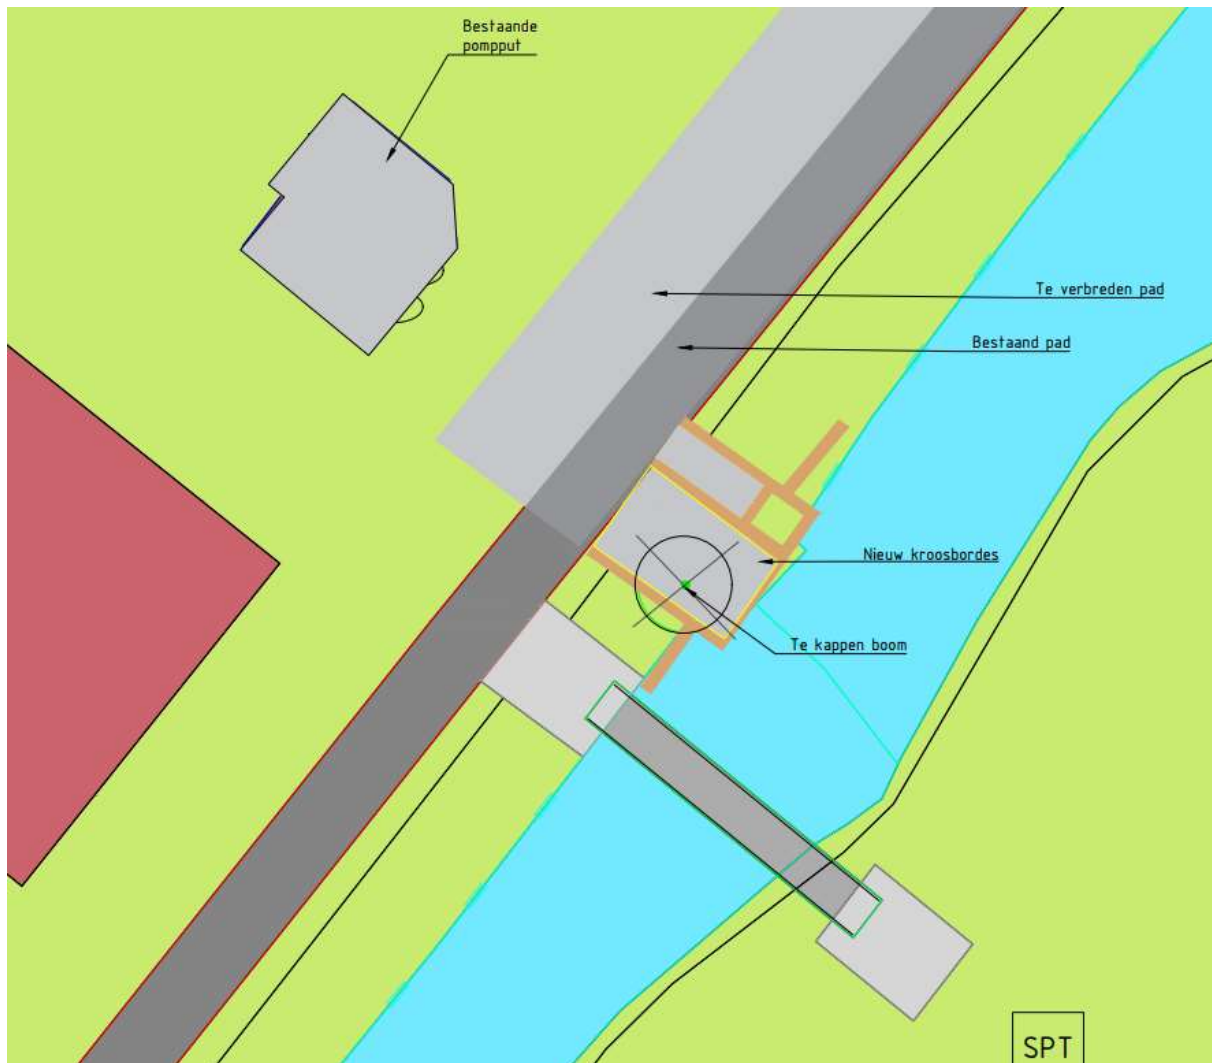 Bestaande
pompput
Te verbreden pad
Bestaand pad
Nieuw kroosbordes
Te kappen boom
SPT